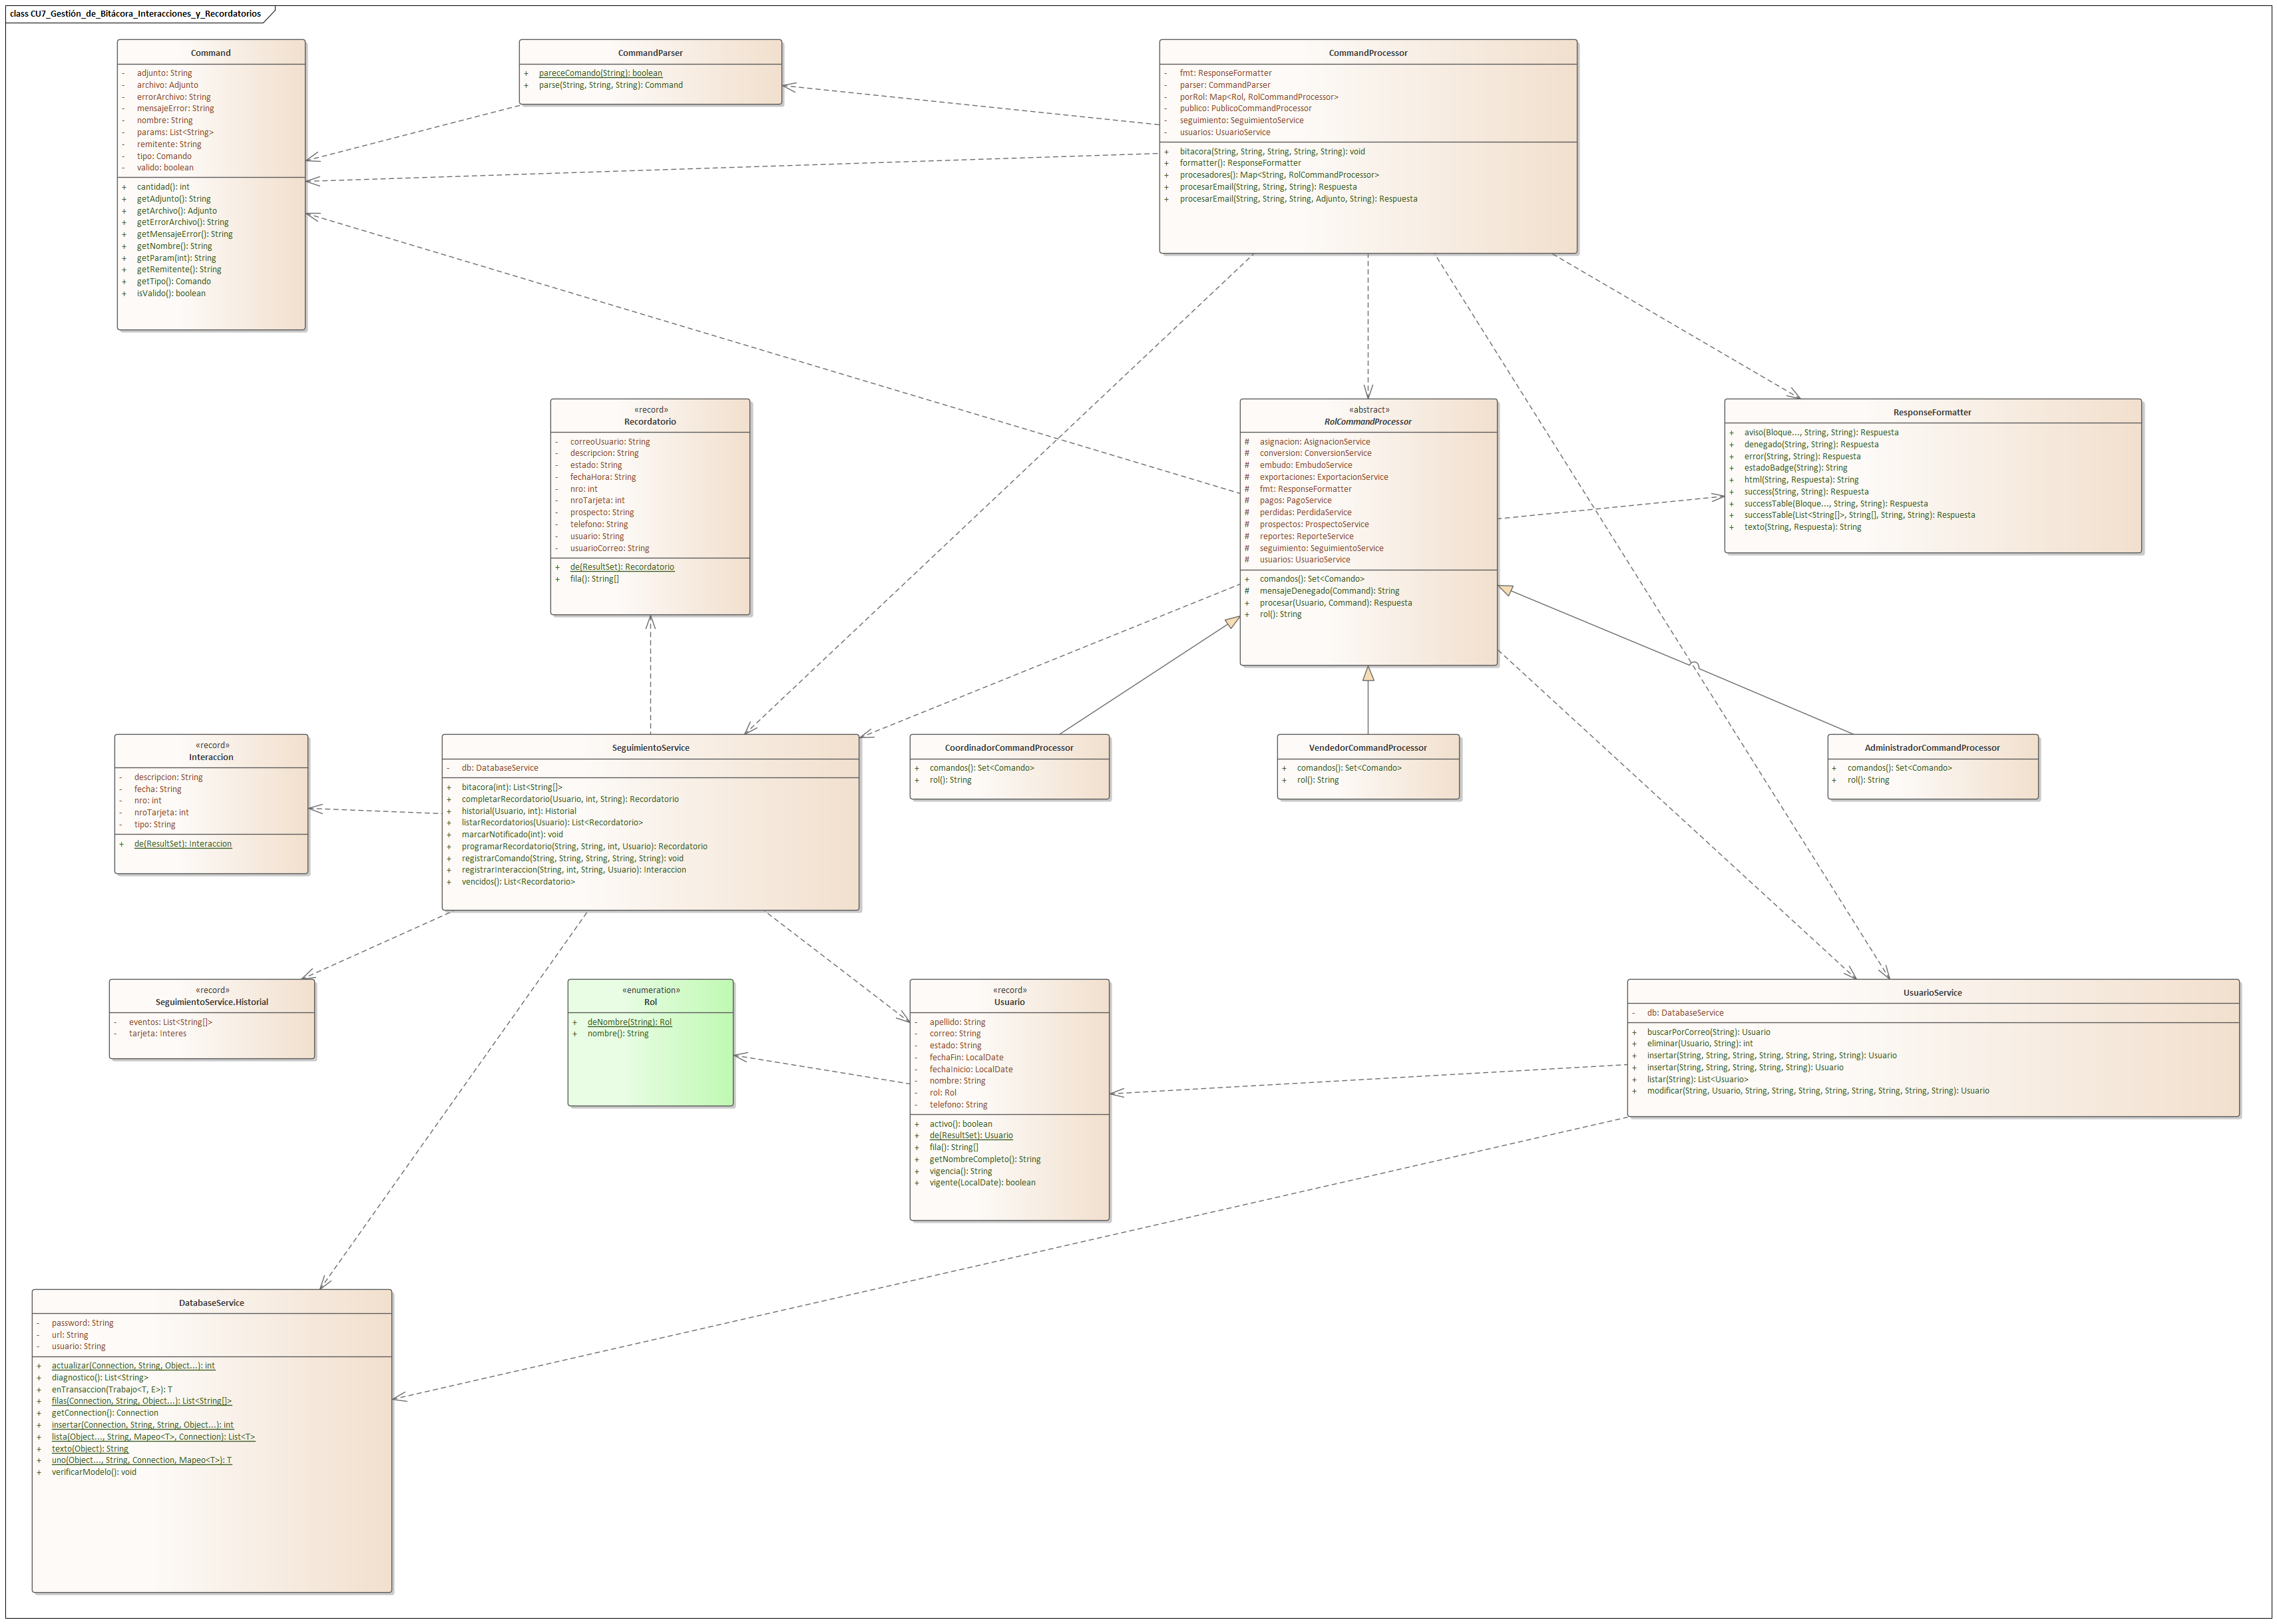 class CU7_Gestión_de_Bitácora_Interacciones_y_Recordatorios
Command
- adjunto: String
- archivo: Adjunto
- errorArchivo: String
- mensajeError: String
- nombre: String
- params: List<String>
- remitente: String
- tipo: Comando
- valido: boolean
+ cantidad(): int
+ getAdjunto(): String
+ getArchivo(): Adjunto
+ getErrorArchivo(): String
+ getMensajeError(): String
+ getNombre(): String
+ getParam(int): String
+ getRemitente(): String
+ getTipo(): Comando
+ isValido(): boolean
CommandParser
+ pareceComando(String): boolean
+ parse(String, String, String): Command
CommandProcessor
- fmt: ResponseFormatter
- parser: CommandParser
- porRol: Map<Rol, RolCommandProcessor>
- publico: PublicoCommandProcessor
- seguimiento: SeguimientoService
- usuarios: UsuarioService
+ bitacora(String, String, String, String, String): void
+ formatter(): ResponseFormatter
+ procesadores(): Map<String, RolCommandProcessor>
+ procesarEmail(String, String, String): Respuesta
+ procesarEmail(String, String, String, Adjunto, String): Respuesta
«record»
Recordatorio
- correoUsuario: String
- descripcion: String
- estado: String
- fechaHora: String
- nro: int
- nroTarjeta: int
- prospecto: String
- telefono: String
- usuario: String
- usuarioCorreo: String
+ de(ResultSet): Recordatorio
+ fila(): String[]
«abstract»
RolCommandProcessor
# asignacion: AsignacionService
# conversion: ConversionService
# embudo: EmbudoService
# exportaciones: ExportacionService
# fmt: ResponseFormatter
# pagos: PagoService
# perdidas: PerdidaService
# prospectos: ProspectoService
# reportes: ReporteService
# seguimiento: SeguimientoService
# usuarios: UsuarioService
+ comandos(): Set<Comando>
# mensajeDenegado(Command): String
+ procesar(Usuario, Command): Respuesta
+ rol(): String
ResponseFormatter
+ aviso(Bloque..., String, String): Respuesta
+ denegado(String, String): Respuesta
+ error(String, String): Respuesta
+ estadoBadge(String): String
+ html(String, Respuesta): String
+ success(String, String): Respuesta
+ successTable(Bloque..., String, String): Respuesta
+ successTable(List<String[]>, String[], String, String): Respuesta
+ texto(String, Respuesta): String
«record»
Interaccion
- descripcion: String
- fecha: String
- nro: int
- nroTarjeta: int
- tipo: String
+ de(ResultSet): Interaccion
SeguimientoService
- db: DatabaseService
+ bitacora(int): List<String[]>
+ completarRecordatorio(Usuario, int, String): Recordatorio
+ historial(Usuario, int): Historial
+ listarRecordatorios(Usuario): List<Recordatorio>
+ marcarNotificado(int): void
+ programarRecordatorio(String, String, int, Usuario): Recordatorio
+ registrarComando(String, String, String, String, String): void
+ registrarInteraccion(String, int, String, Usuario): Interaccion
+ vencidos(): List<Recordatorio>
CoordinadorCommandProcessor
+ comandos(): Set<Comando>
+ rol(): String
VendedorCommandProcessor
+ comandos(): Set<Comando>
+ rol(): String
AdministradorCommandProcessor
+ comandos(): Set<Comando>
+ rol(): String
«record»
SeguimientoService.Historial
- eventos: List<String[]>
- tarjeta: Interes
«enumeration»
Rol
+ deNombre(String): Rol
+ nombre(): String
«record»
Usuario
- apellido: String
- correo: String
- estado: String
- fechaFin: LocalDate
- fechaInicio: LocalDate
- nombre: String
- rol: Rol
- telefono: String
+ activo(): boolean
+ de(ResultSet): Usuario
+ fila(): String[]
+ getNombreCompleto(): String
+ vigencia(): String
+ vigente(LocalDate): boolean
UsuarioService
- db: DatabaseService
+ buscarPorCorreo(String): Usuario
+ eliminar(Usuario, String): int
+ insertar(String, String, String, String, String, String, String): Usuario
+ insertar(String, String, String, String, String): Usuario
+ listar(String): List<Usuario>
+ modificar(String, Usuario, String, String, String, String, String, String, String, String): Usuario
DatabaseService
- password: String
- url: String
- usuario: String
+ actualizar(Connection, String, Object...): int
+ diagnostico(): List<String>
+ enTransaccion(Trabajo<T, E>): T
+ filas(Connection, String, Object...): List<String[]>
+ getConnection(): Connection
+ insertar(Connection, String, String, Object...): int
+ lista(Object..., String, Mapeo<T>, Connection): List<T>
+ texto(Object): String
+ uno(Object..., String, Connection, Mapeo<T>): T
+ verificarModelo(): void